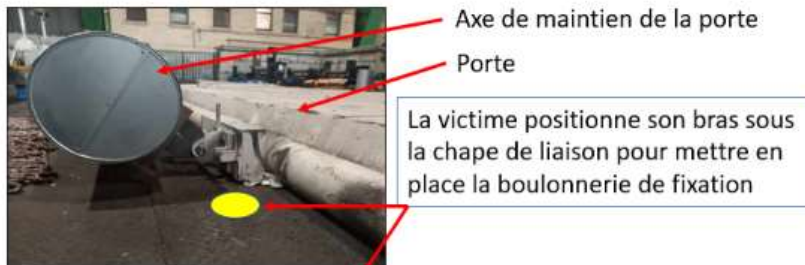 Axe de maintien de la porte
Porte
La victime positionne son bras sous
la chape de liaison pour mettre en
place la boulonnerie de fixation